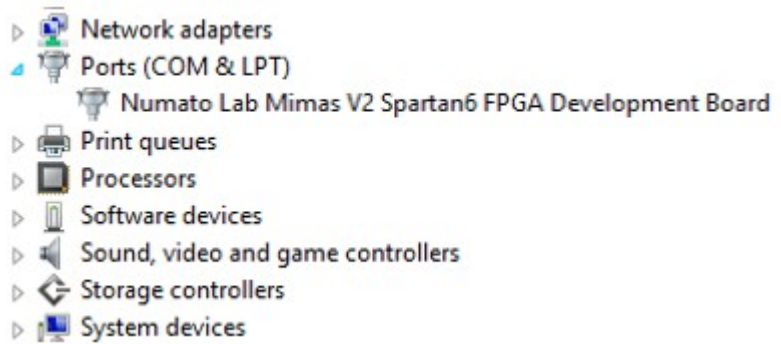 Network adapters
Ports (COM & LPT)
Numato Lab Mimas V2 Spartan6 FPGA Development Board
Print queues
Processors
Software devices
Sound, video and game controllers
Storage controllers
System devices